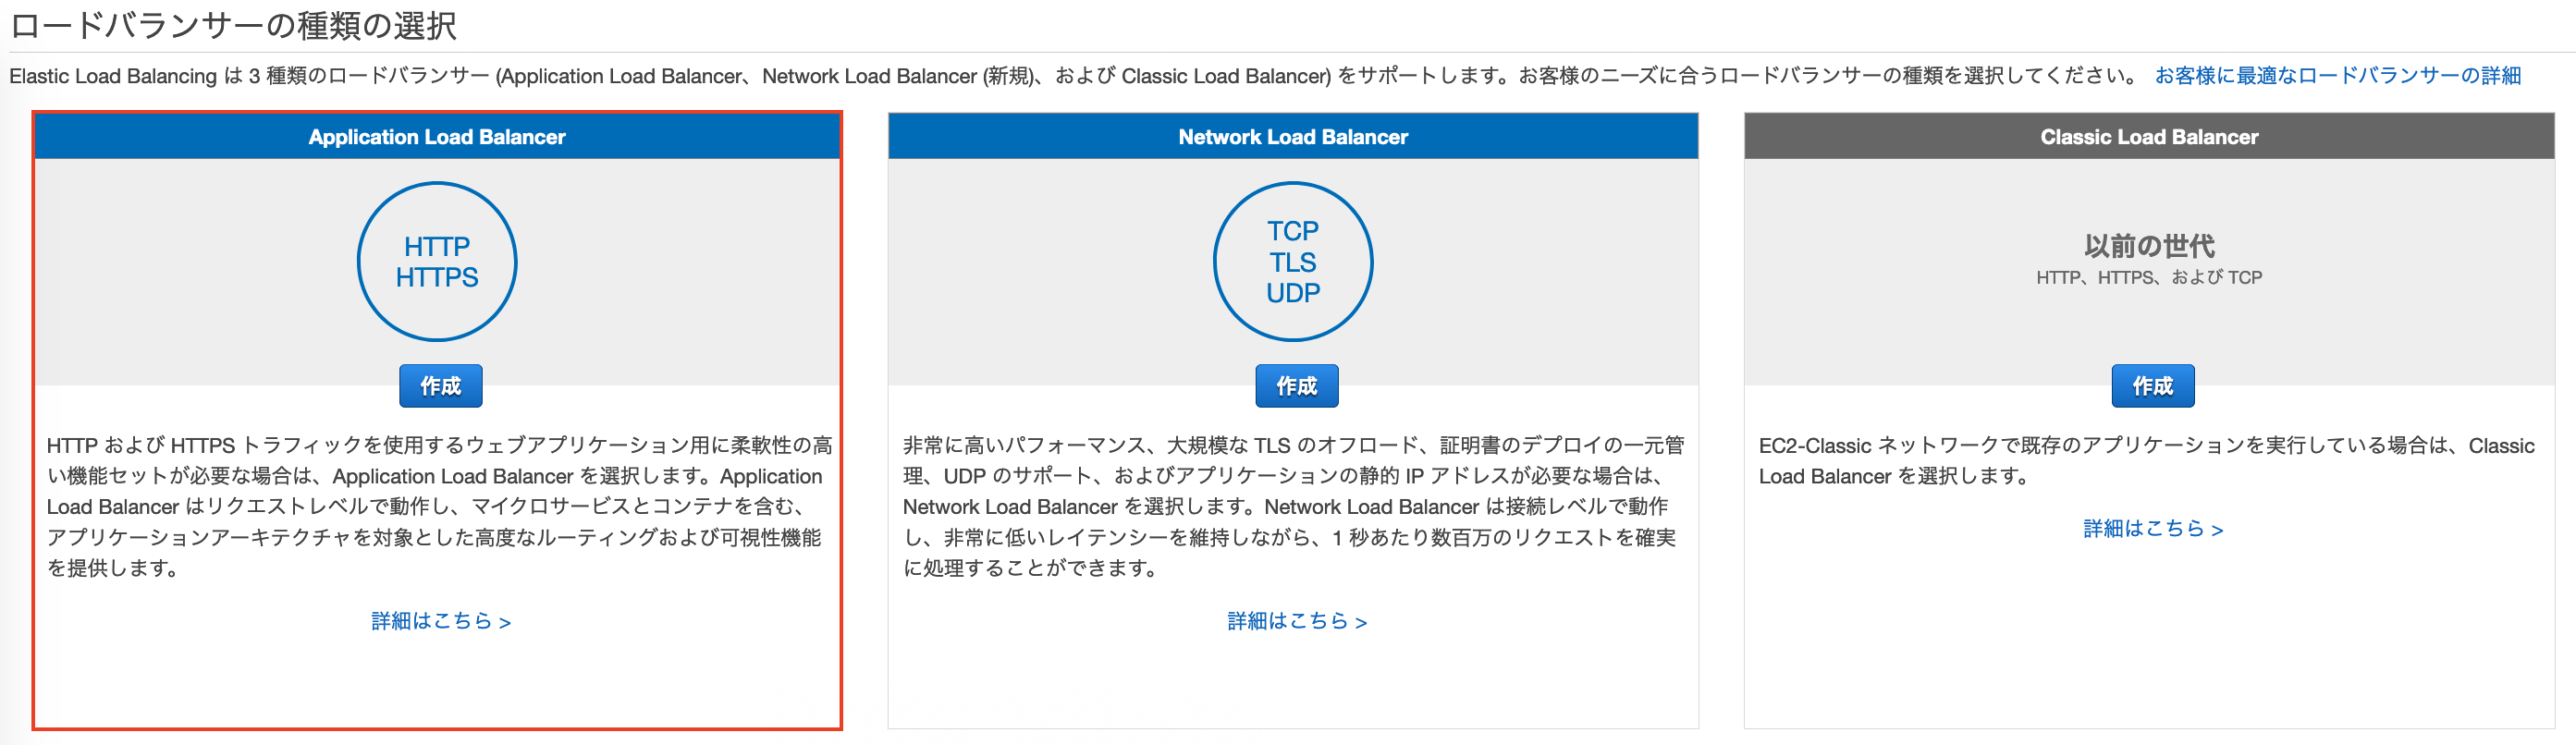 ロードバランサーの種類の選択
Elastic Load Balancing は 3 種類のロードバランサー (Application Load Balancer、Network Load Balancer (新規)、および Classic Load Balancer) をサポートします。お客様のニーズに合うロードバランサーの種類を選択してください。 お客様に最適なロードバランサーの詳細
Application Load Balancer
HTTP
HTTPS
作成
HTTP および HTTPS トラフィックを使用するウェブアプリケーション用に柔軟性の高
い機能セットが必要な場合は、Application Load Balancer を選択します。Application
Load Balancer はリクエストレベルで動作し、マイクロサービスとコンテナを含む、
アプリケーションアーキテクチャを対象とした高度なルーティングおよび可視性機能
を提供します。
詳細はこちら >
Network Load Balancer
TCP
TLS
UDP
作成
非常に高いパフォーマンス、大規模な TLS のオフロード、証明書のデプロイの一元管
理、UDP のサポート、およびアプリケーションの静的 IP アドレスが必要な場合は、
Network Load Balancer を選択します。Network Load Balancer は接続レベルで動作
し、非常に低いレイテンシーを維持しながら、1 秒あたり数百万のリクエストを確実
に処理することができます。
詳細はこちら >
Classic Load Balancer
以前の世代
HTTP、HTTPS、および TCP
作成
EC2-Classic ネットワークで既存のアプリケーションを実行している場合は、Classic
Load Balancer を選択します。
詳細はこちら >